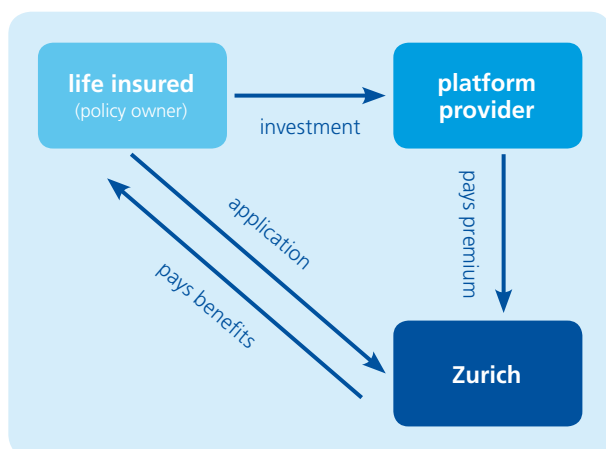 life insured
(policy owner)
platform
provider
investment
application
pays benefits
pays premium
Zurich